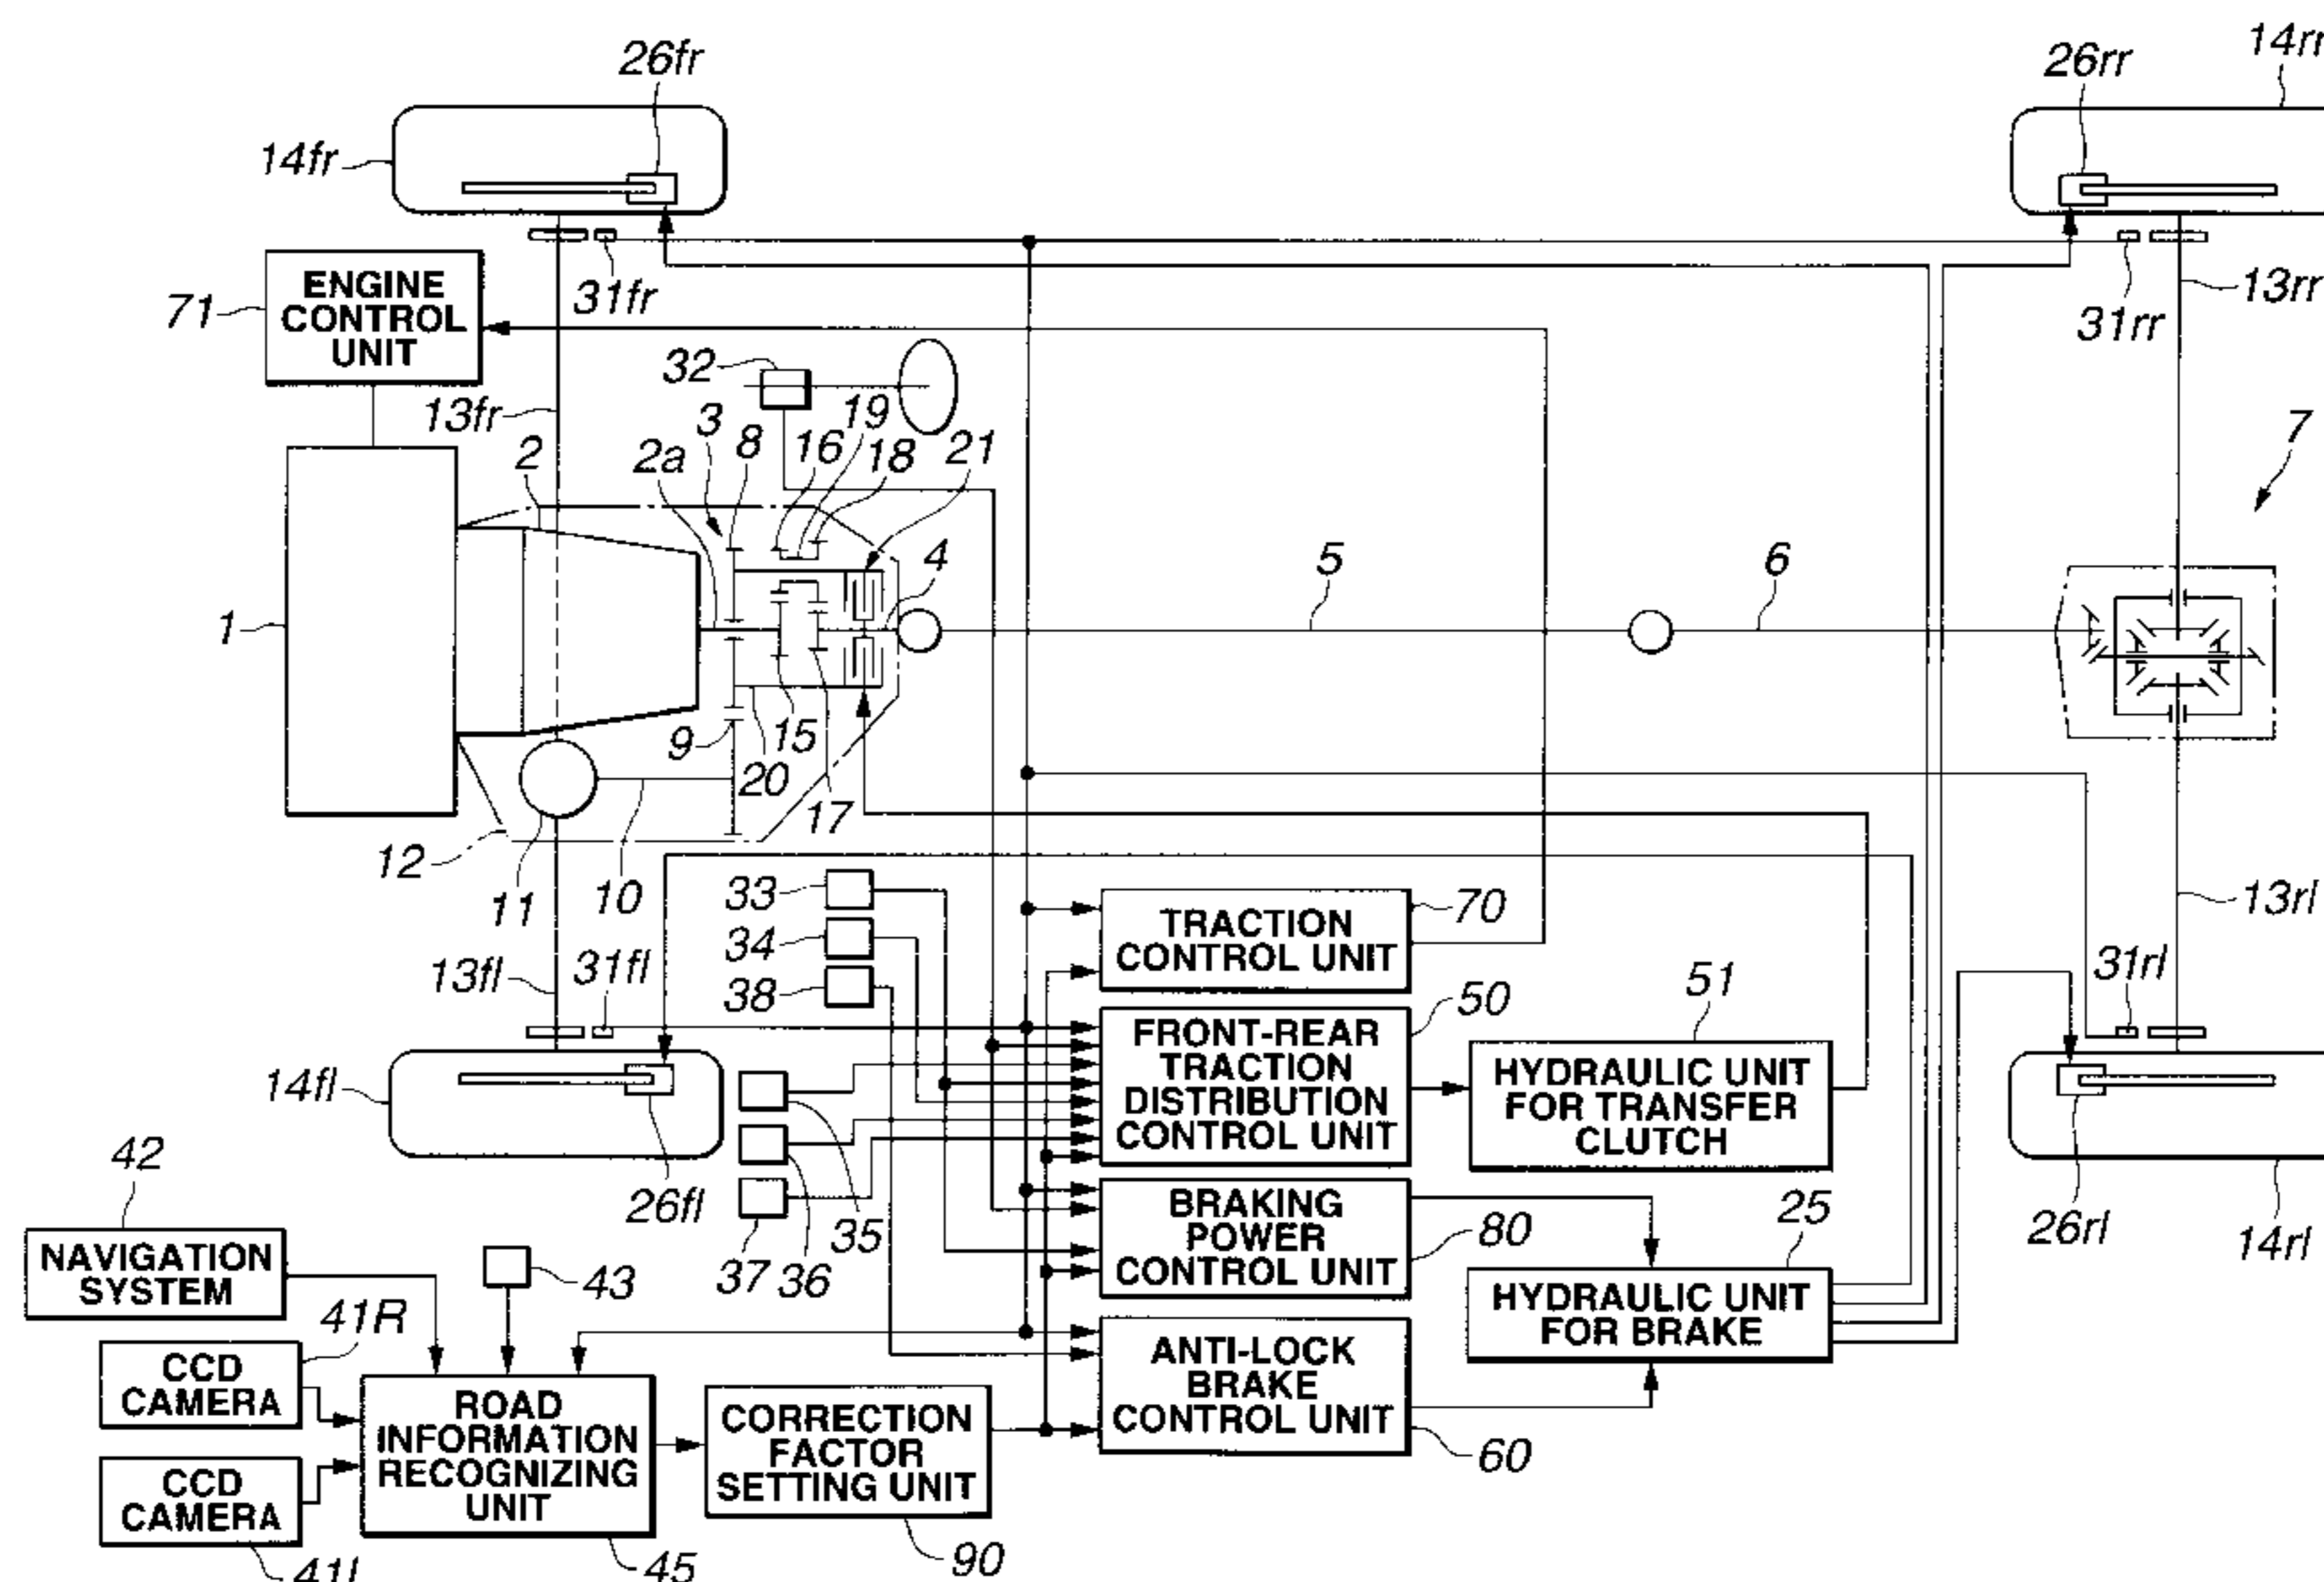 26fr
26rr
14rr
14fr
ENGINE
CONTROL
UNIT
71
31fr
31rr
13rr
32
13fr
3
19
7
2
2a
8
16
18
21
4
5
6
1
9
15
20
17
12
11
10
33
34
38
TRACTION
CONTROL UNIT
70
13rl
13fl
31fl
31rl
50
51
FRONT-REAR
TRACTION
DISTRIBUTION
CONTROL UNIT
HYDRAULIC UNIT
FOR TRANSFER
CLUTCH
14fl
42
26fl
35
37
36
BRAKING
POWER
CONTROL UNIT
80
25
26rl
14rl
NAVIGATION
SYSTEM
43
41R
HYDRAULIC UNIT
FOR BRAKE
CCD
CAMERA
ANTI-LOCK
BRAKE
CONTROL UNIT
60
ROAD
INFORMATION
RECOGNIZING
UNIT
CORRECTION
FACTOR
SETTING UNIT
CCD
CAMERA
45
90